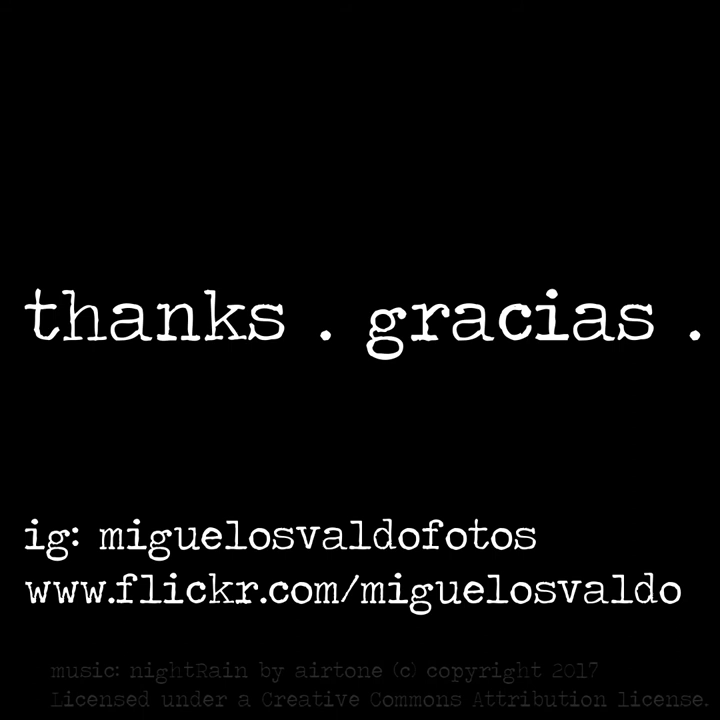 thanks . gracias .
ig: miguelosvaldofotos
www.flickr.com/miguelosvaldo
music: nightRain by airtone (c) copyright 2017
Licensed under a Creative Commons Attribution license.